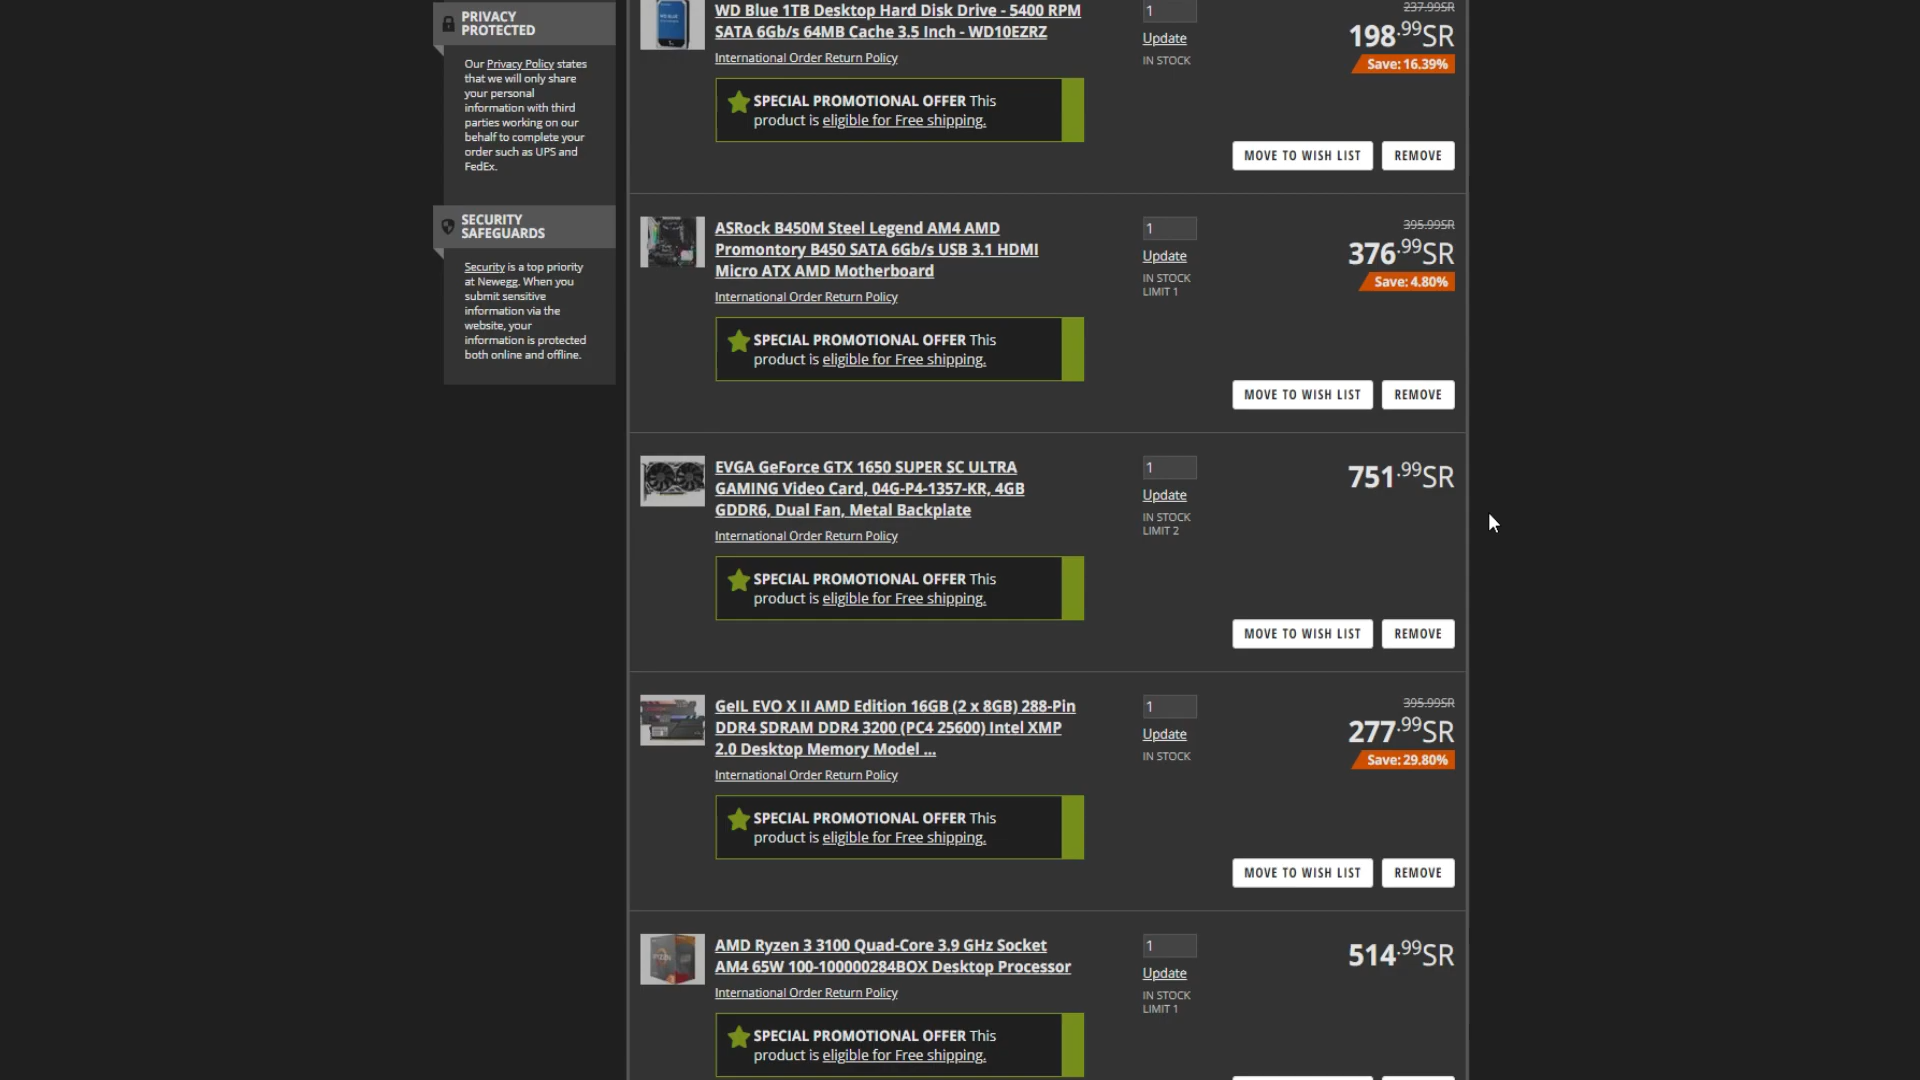 PRIVACY
PROTECTED
Our Privacy Policy states
that we will only share
your personal
information with third
parties working on our
behalf to complete your
order such as UPS and
FedEx.
SECURITY
SAFEGUARDS
Security is a top priority
at Newegg. When you
submit sensitive
information via the
website, your
information is protected
both online and offline.
WD Blue 1TB Desktop Hard Disk Drive - 5400 RPM
SATA 6Gb/s 64MB Cache 3.5 Inch - WD10EZRZ
International Order Return Policy
SPECIAL PROMOTIONAL OFFER This
product is eligible for Free shipping.
1
Update
IN STOCK
237.99SR
198.99SR
Save: 16.39%
MOVE TO WISH LIST REMOVE
ASRock B450M Steel Legend AM4 AMD
Promontory B450 SATA 6Gb/s USB 3.1 HDMI
Micro ATX AMD Motherboard
International Order Return Policy
SPECIAL PROMOTIONAL OFFER This
product is eligible for Free shipping.
1
Update
IN STOCK
LIMIT 1
395.99SR
376.99SR
Save: 4.80%
MOVE TO WISH LIST REMOVE
EVGA GeForce GTX 1650 SUPER SC ULTRA
GAMING Video Card, 04G-P4-1357-KR, 4GB
GDDR6, Dual Fan, Metal Backplate
International Order Return Policy
SPECIAL PROMOTIONAL OFFER This
product is eligible for Free shipping.
1
Update
IN STOCK
LIMIT 2
751.99SR
MOVE TO WISH LIST REMOVE
GeIL EVO X II AMD Edition 16GB (2 x 8GB) 288-Pin
DDR4 SDRAM DDR4 3200 (PC4 25600) Intel XMP
2.0 Desktop Memory Model ...
International Order Return Policy
SPECIAL PROMOTIONAL OFFER This
product is eligible for Free shipping.
1
Update
IN STOCK
395.99SR
277.99SR
Save: 29.80%
MOVE TO WISH LIST REMOVE
AMD Ryzen 3 3100 Quad-Core 3.9 GHz Socket
AM4 65W 100-100000284BOX Desktop Processor
International Order Return Policy
SPECIAL PROMOTIONAL OFFER This
product is eligible for Free shipping.
1
Update
IN STOCK
LIMIT 1
514.99SR